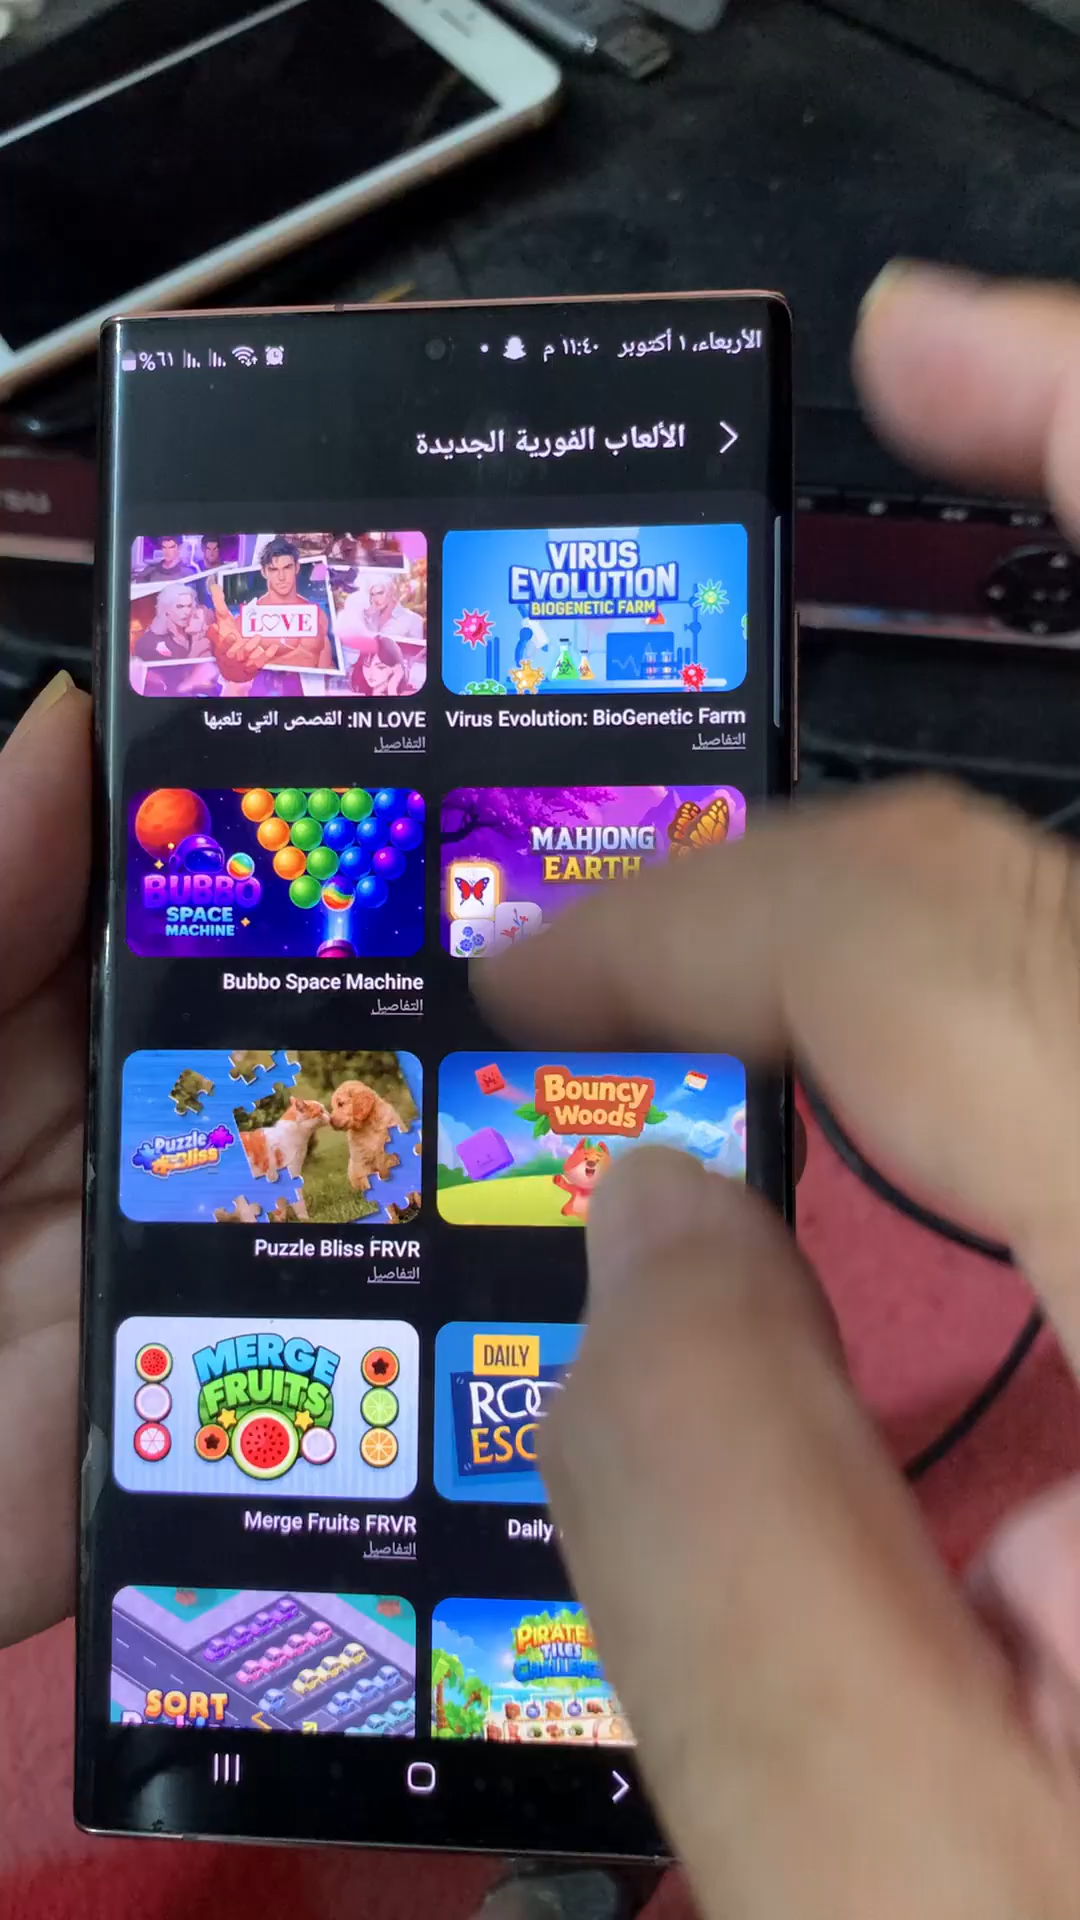 الأربعاء، ١ أكتوبر ١١:٤٠ م
%٦١
الألعاب الفورية الجديدة
VIRUS
EVOLUTION
BIOGENETIC FARM
iLOVE
Virus Evolution: BioGenetic Farm
التفاصيل
IN LOVE: القصص التي تلعبها
التفاصيل
MAHJONG
EARTH
BUBBO
SPACE
MACHINE
Bubbo Space Machine
التفاصيل
Bouncy
Woods
Puzzle
Bliss
Puzzle Bliss FRVR
التفاصيل
DAILY
MERGE
FRUITS
Daily
Merge Fruits FRVR
التفاصيل
TILES
SORT